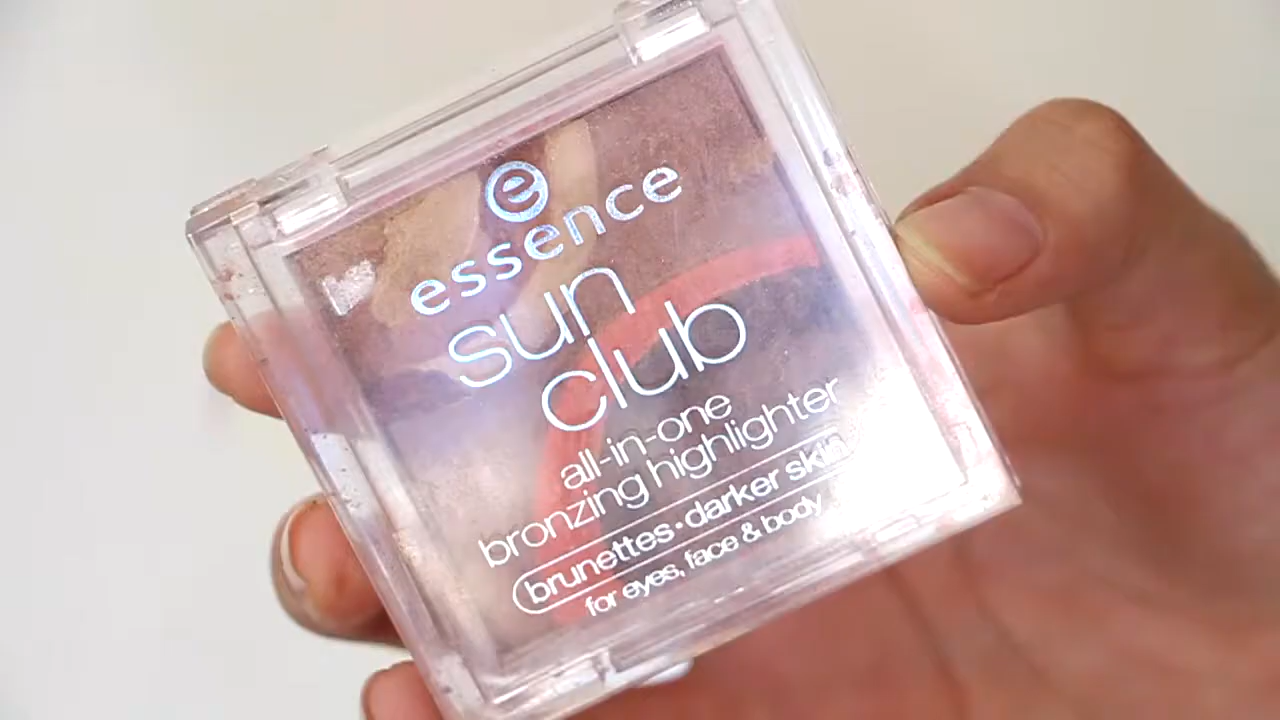 e
essence
sun
club
all-in-one
bronzing highlighter
brunettes•darker skin
for eyes, face & body